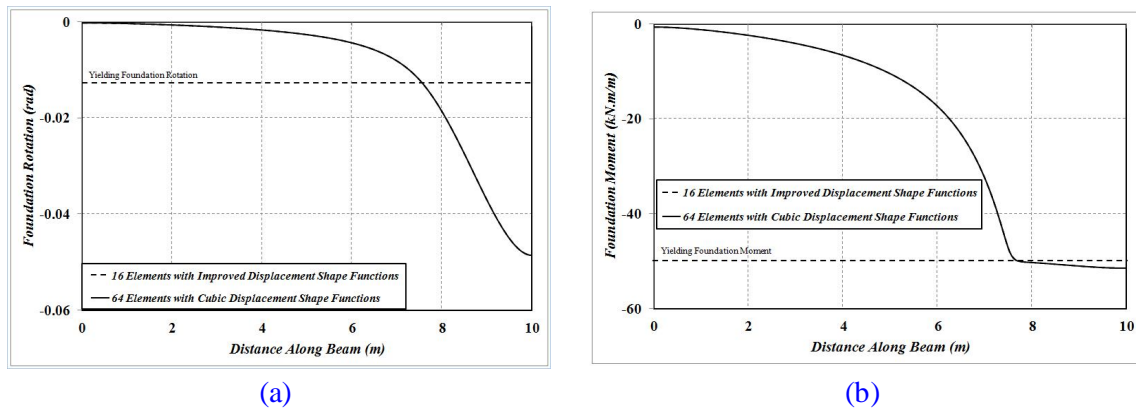 0
Yielding Foundation Rotation
-0.02
-0.04
-0.06
Foundation Rotation (rad)
16 Elements with Improved Displacement Shape Functions
64 Elements with Cubic Displacement Shape Functions
0 2 4 6 8 10
Distance Along Beam (m)
(a)
0
-20
-40
-60
Foundation Moment (kN.m/m)
16 Elements with Improved Displacement Shape Functions
64 Elements with Cubic Displacement Shape Functions
Yielding Foundation Moment
0 2 4 6 8 10
Distance Along Beam (m)
(b)